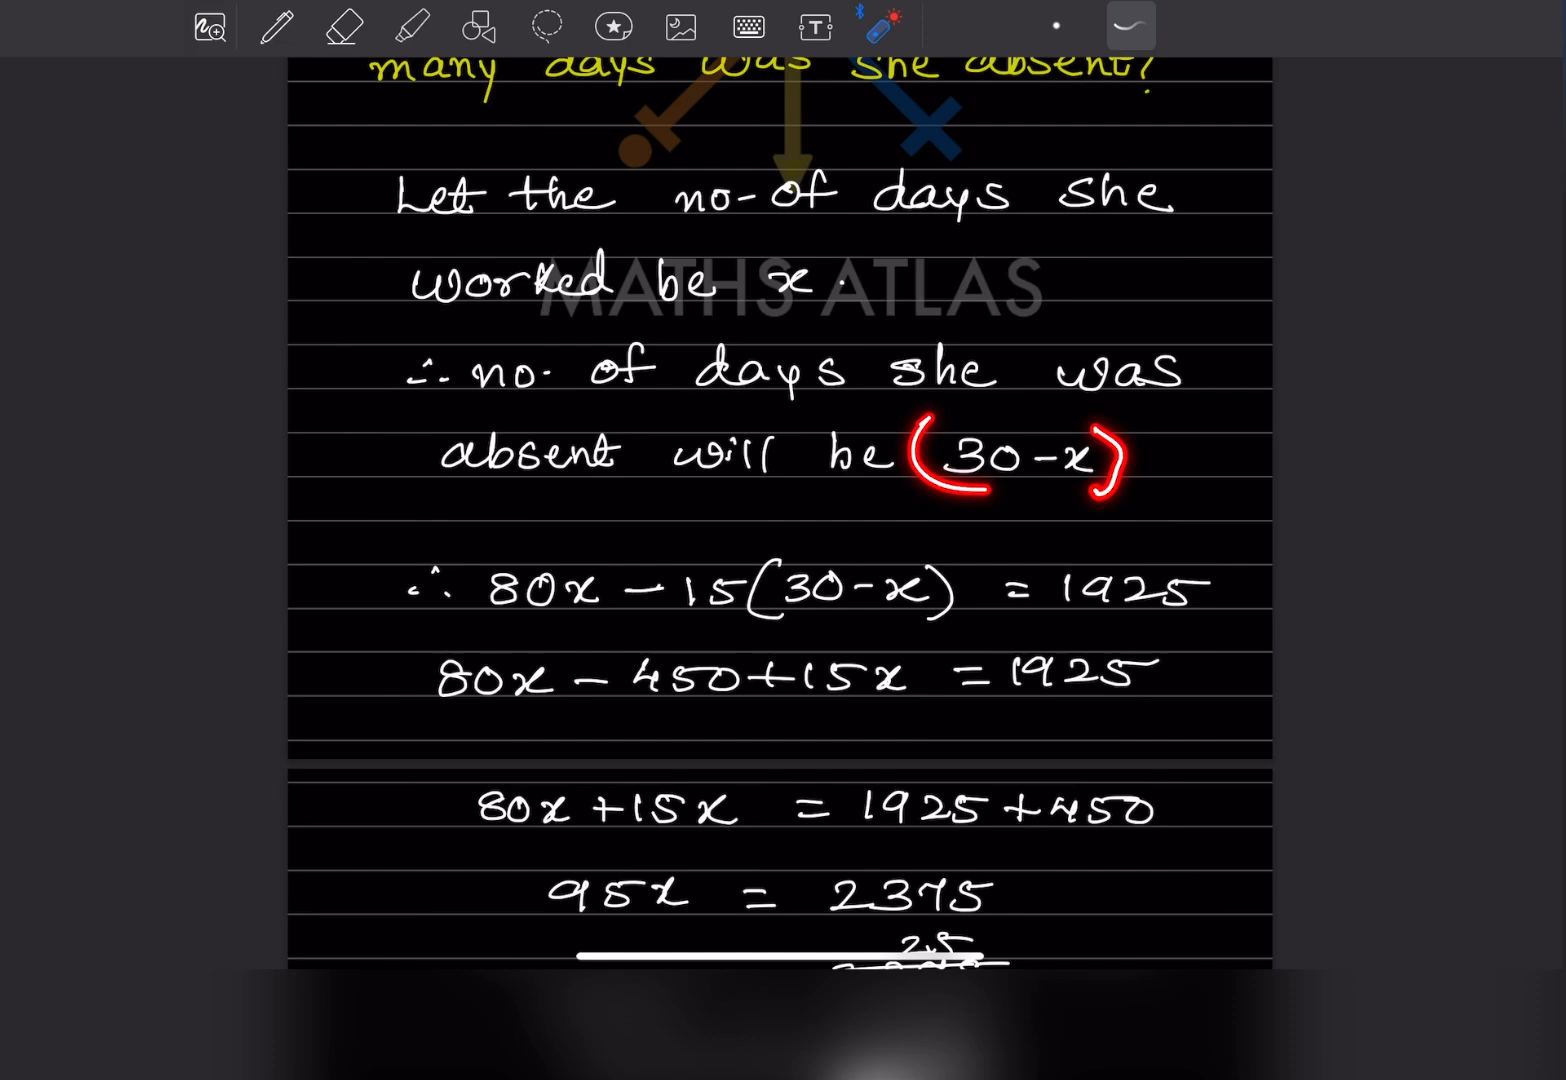 many days was she absent?
Let the no-of days she
MATHS ATLAS
worked be x.
∴ no. of days she was
absent will be (30-x)
∴ 80x - 15(30-x) = 1925
80x - 450+15x = 1925
80x +15x = 1925+450
95x = 2375
25